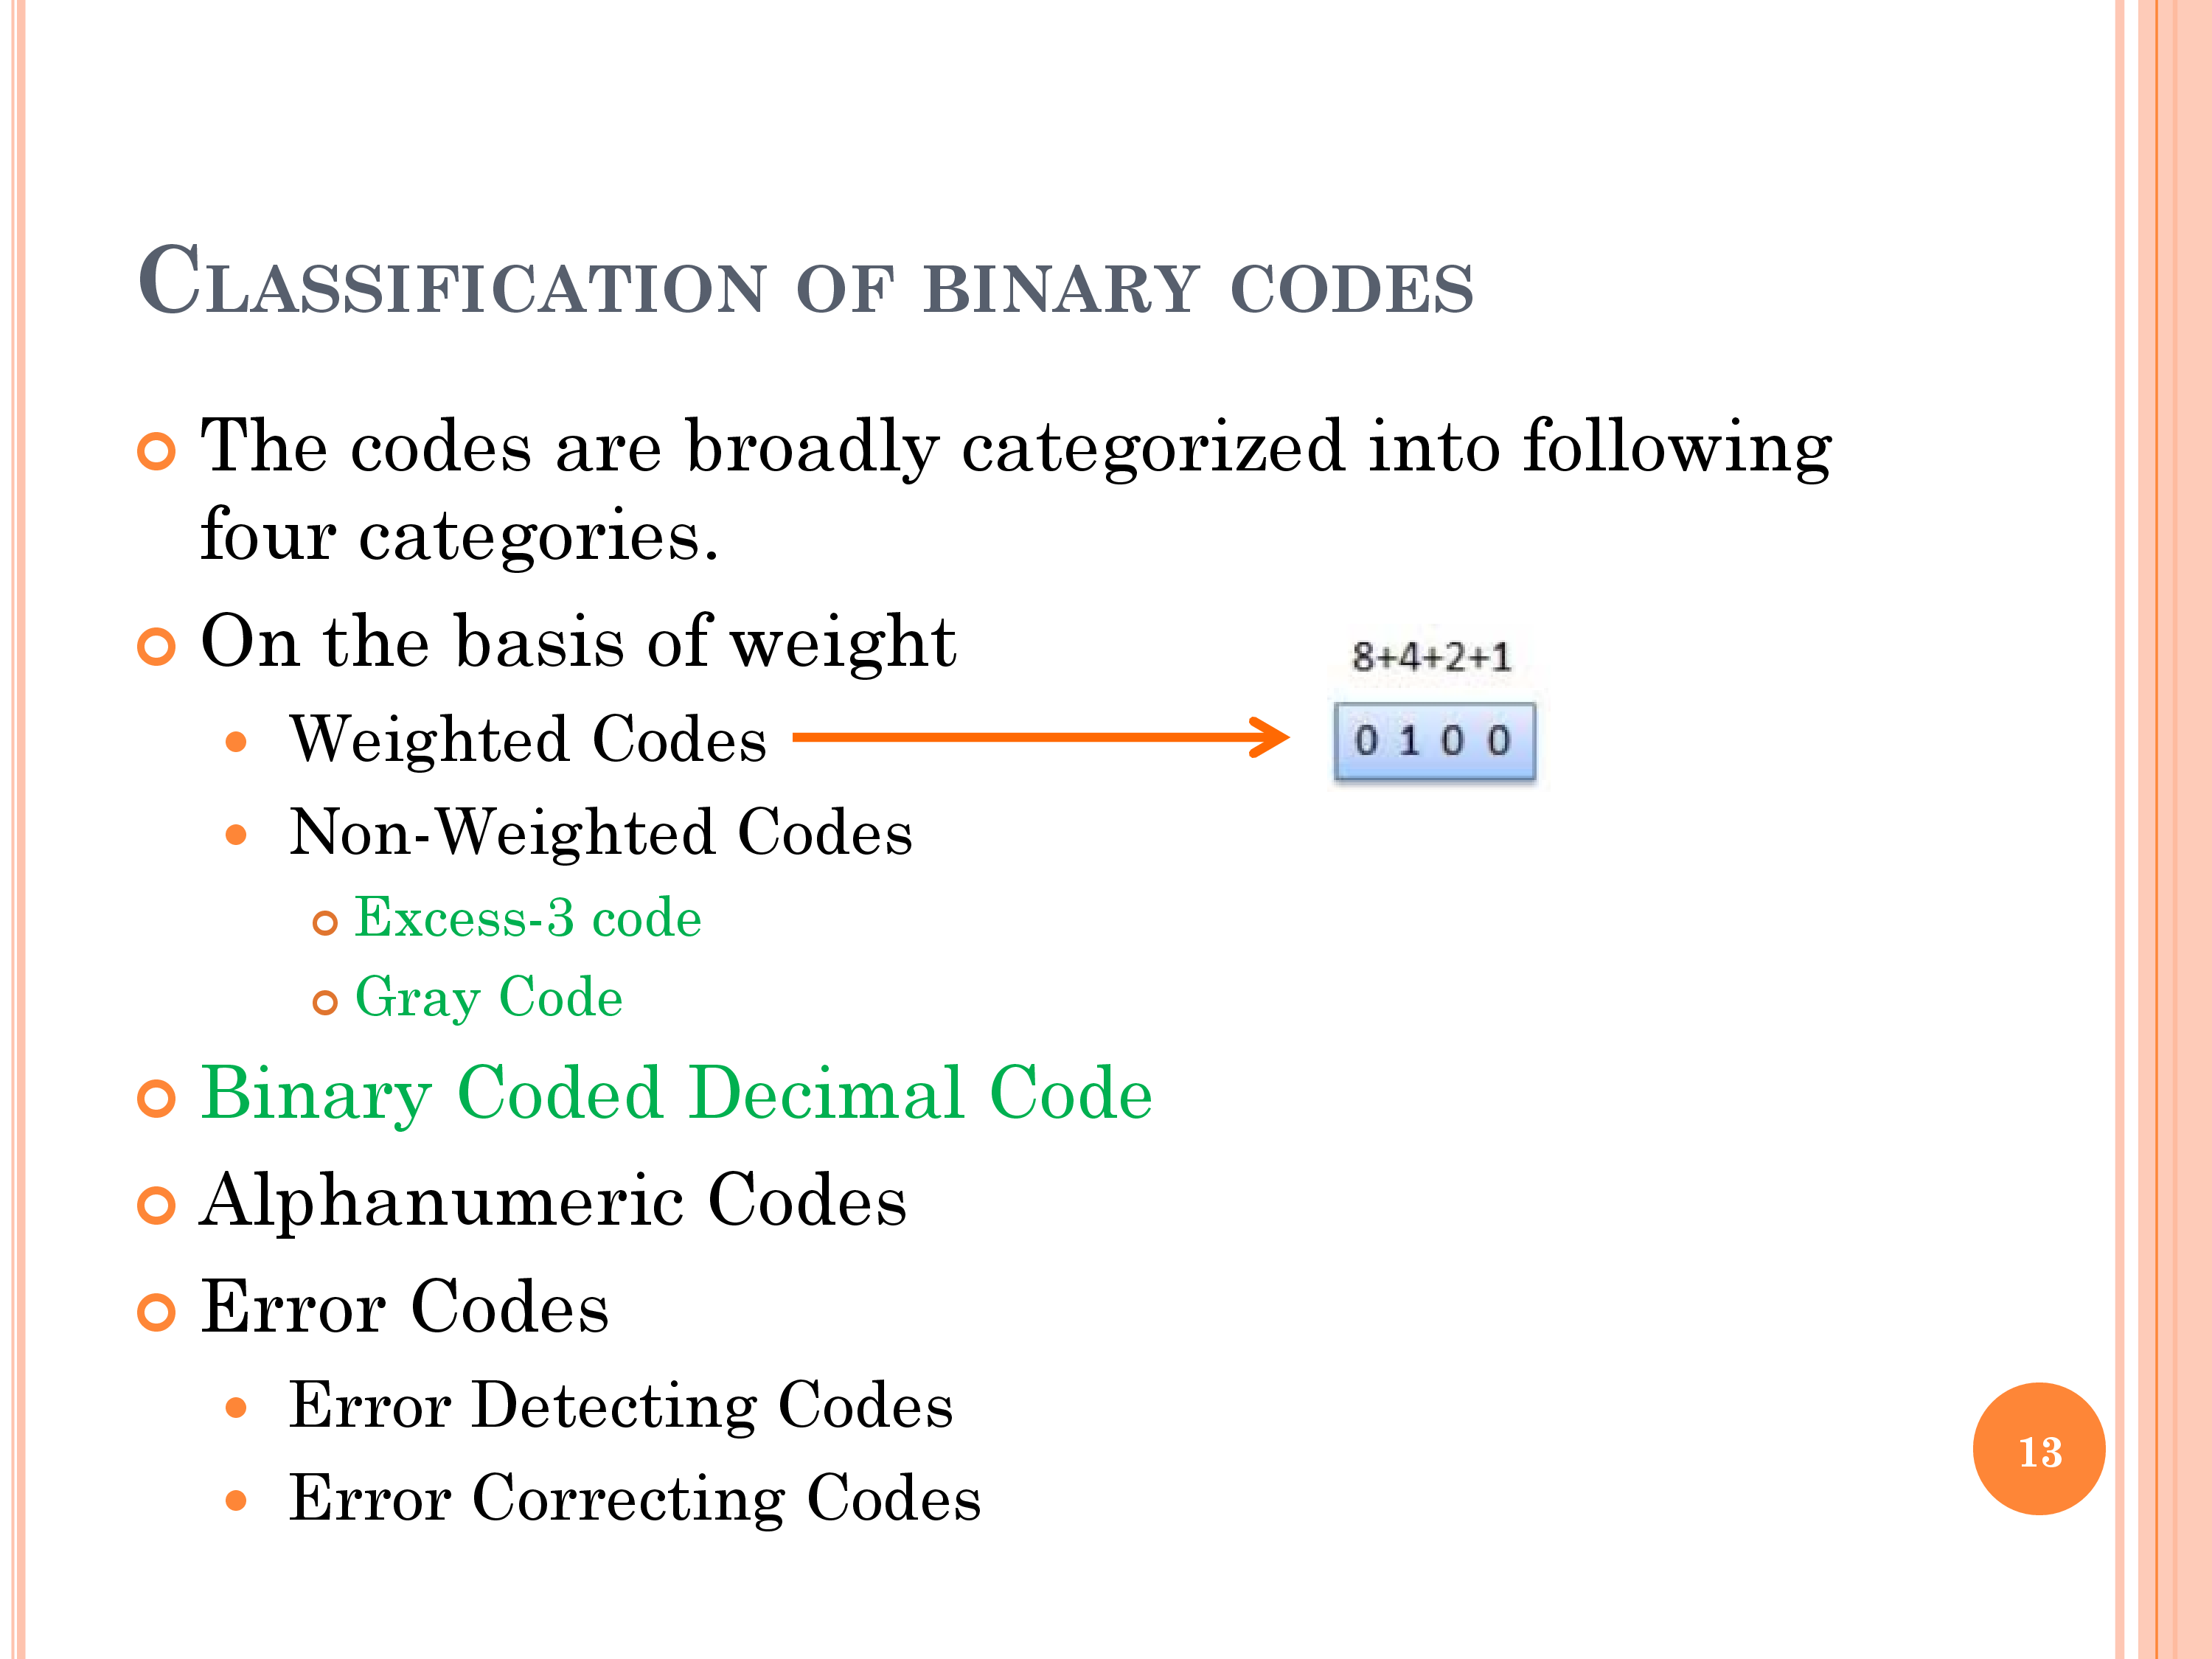 Classification of binary codes
The codes are broadly categorized into following
four categories.
On the basis of weight
8+4+2+1
Weighted Codes
0 1 0 0
Non-Weighted Codes
Excess-3 code
Gray Code
Binary Coded Decimal Code
Alphanumeric Codes
Error Codes
Error Detecting Codes
Error Correcting Codes
13